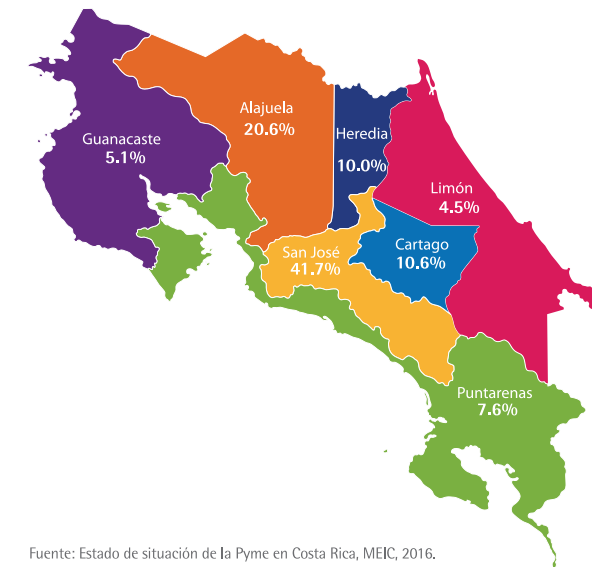 Alajuela
20.6%
Guanacaste
5.1%
Heredia
10.0%
Limón
4.5%
San José
41.7%
Cartago
10.6%
Puntarenas
7.6%
Fuente: Estado de situación de la Pyme en Costa Rica, MEIC, 2016.